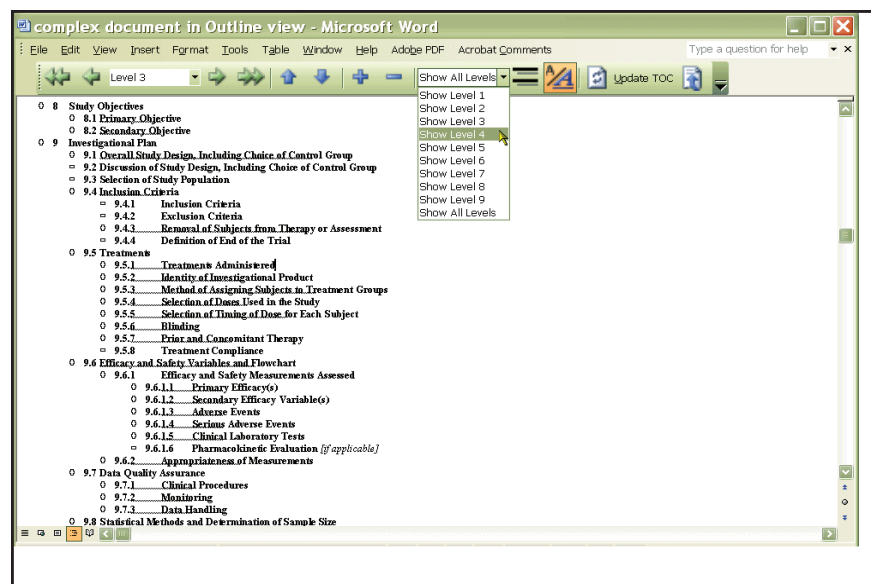 complex document in Outline view - Microsoft Word
File Edit View Insert Format Tools Table Window Help Adobe PDF Acrobat Comments Type a question for help
Level 3 Show All Levels Update TOC
Show Level 1
Show Level 2
Show Level 3
Show Level 4
Show Level 5
Show Level 6
Show Level 7
Show Level 8
Show Level 9
Show All Levels
8 Study Objectives
8.1 Primary Objective
8.2 Secondary Objective
9 Investigational Plan
9.1 Overall Study Design, Including Choice of Control Group
9.2 Discussion of Study Design, Including Choice of Control Group
9.3 Selection of Study Population
9.4 Inclusion Criteria
9.4.1 Inclusion Criteria
9.4.2 Exclusion Criteria
9.4.3 Removal of Subjects from Therapy or Assessment
9.4.4 Definition of End of the Trial
9.5 Treatments
9.5.1 Treatments Administered
9.5.2 Identity of Investigational Product
9.5.3 Method of Assigning Subjects to Treatment Groups
9.5.4 Selection of Doses Used in the Study
9.5.5 Selection of Timing of Dose for Each Subject
9.5.6 Blinding
9.5.7 Prior and Concomitant Therapy
9.5.8 Treatment Compliance
9.6 Efficacy and Safety Variables and Flowchart
9.6.1 Efficacy and Safety Measurements Assessed
9.6.1.1 Primary Efficacy(s)
9.6.1.2 Secondary Efficacy Variable(s)
9.6.1.3 Adverse Events
9.6.1.4 Serious Adverse Events
9.6.1.5 Clinical Laboratory Tests
9.6.1.6 Pharmacokinetic Evaluation [if applicable]
9.6.2 Appropriateness of Measurements
9.7 Data Quality Assurance
9.7.1 Clinical Procedures
9.7.2 Monitoring
9.7.3 Data Handling
9.8 Statistical Methods and Determination of Sample Size